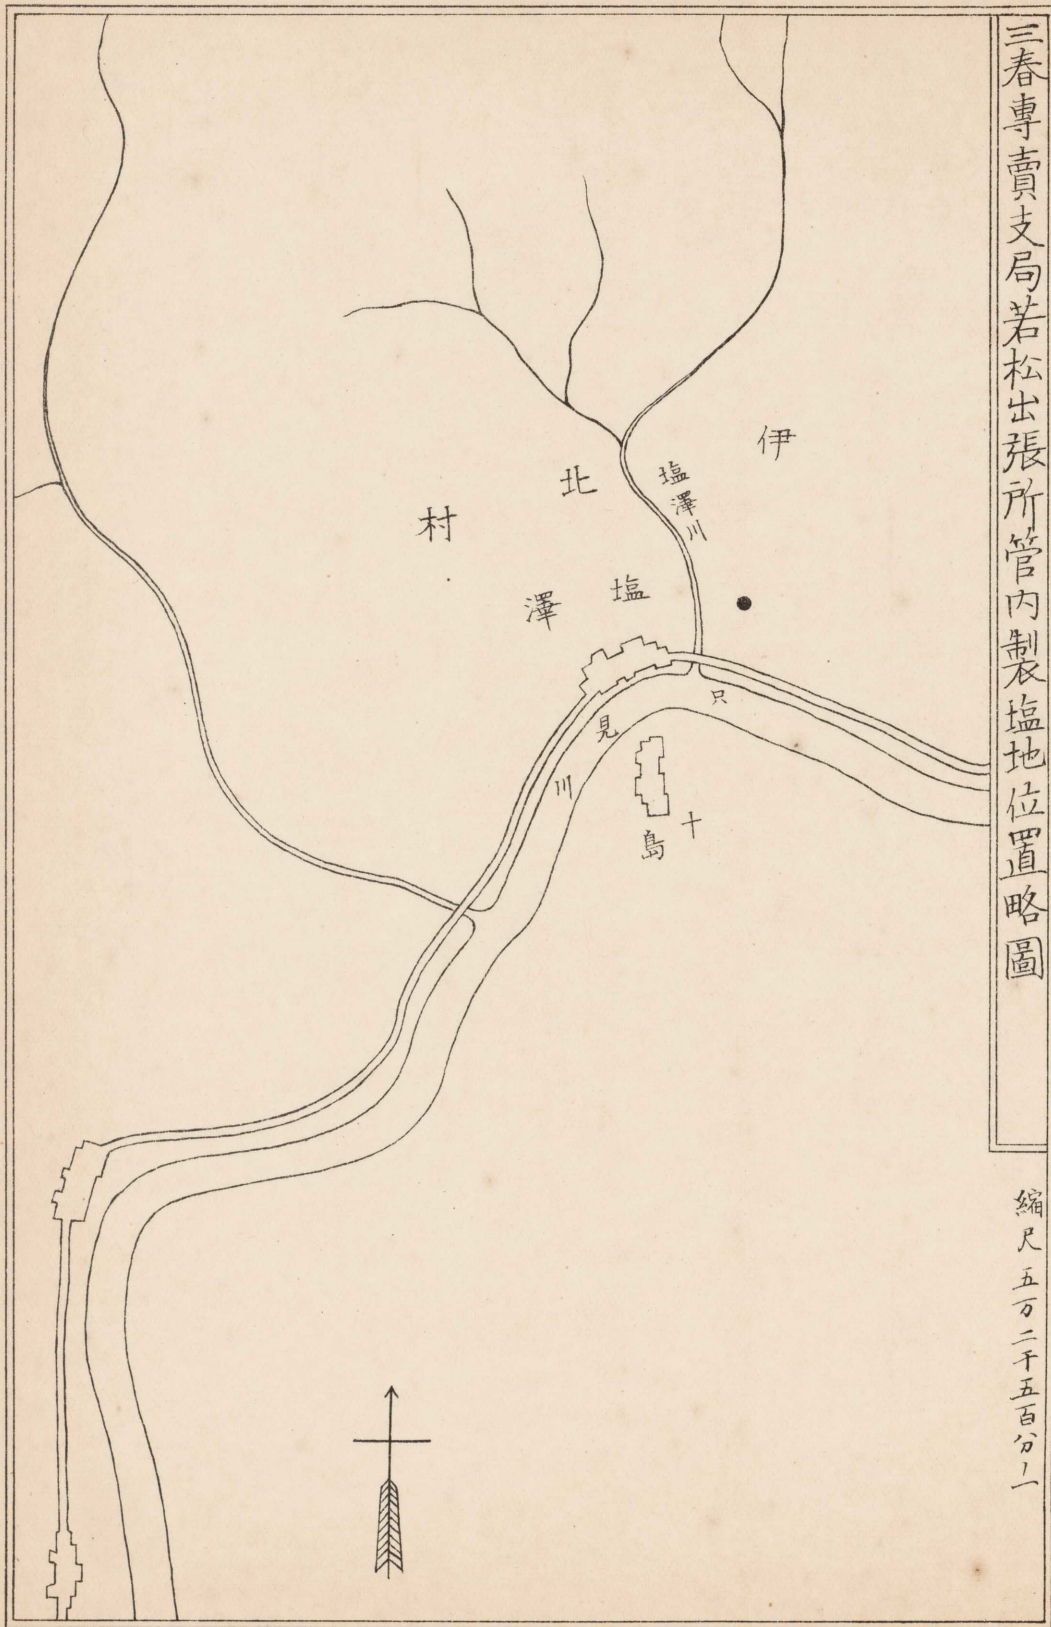 三春專賣支局若松出張所管内製塩地位置略圖
縮尺五万二千五百分ノ一
伊北村
塩澤川
塩澤
只見川
十島